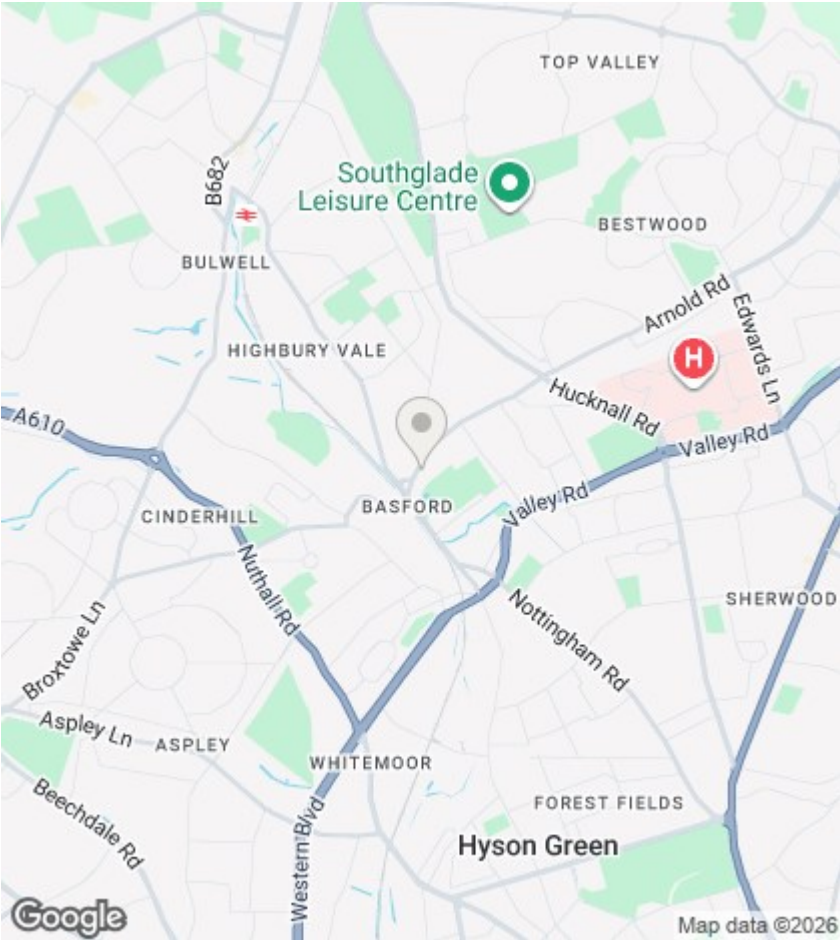 TOP VALLEY
B682
Southglade
Leisure Centre
BESTWOOD
BULWELL
Arnold Rd
Edwards Ln
HIGHBURY VALE
H
Hucknall Rd
A610
Valley Rd
BASFORD
CINDERHILL
Valley Rd
Nuthall Rd
SHERWOOD
Nottingham Rd
Broxtowe Ln
Aspley Ln
ASPLEY
WHITEMOOR
Beechdale Rd
Western Blvd
FOREST FIELDS
Hyson Green
Google
Map data ©2026